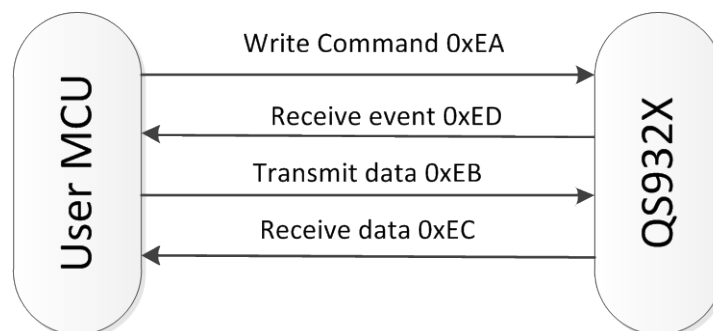 User MCU
Write Command 0xEA
Receive event 0xED
Transmit data 0xEB
Receive data 0xEC
QS932X